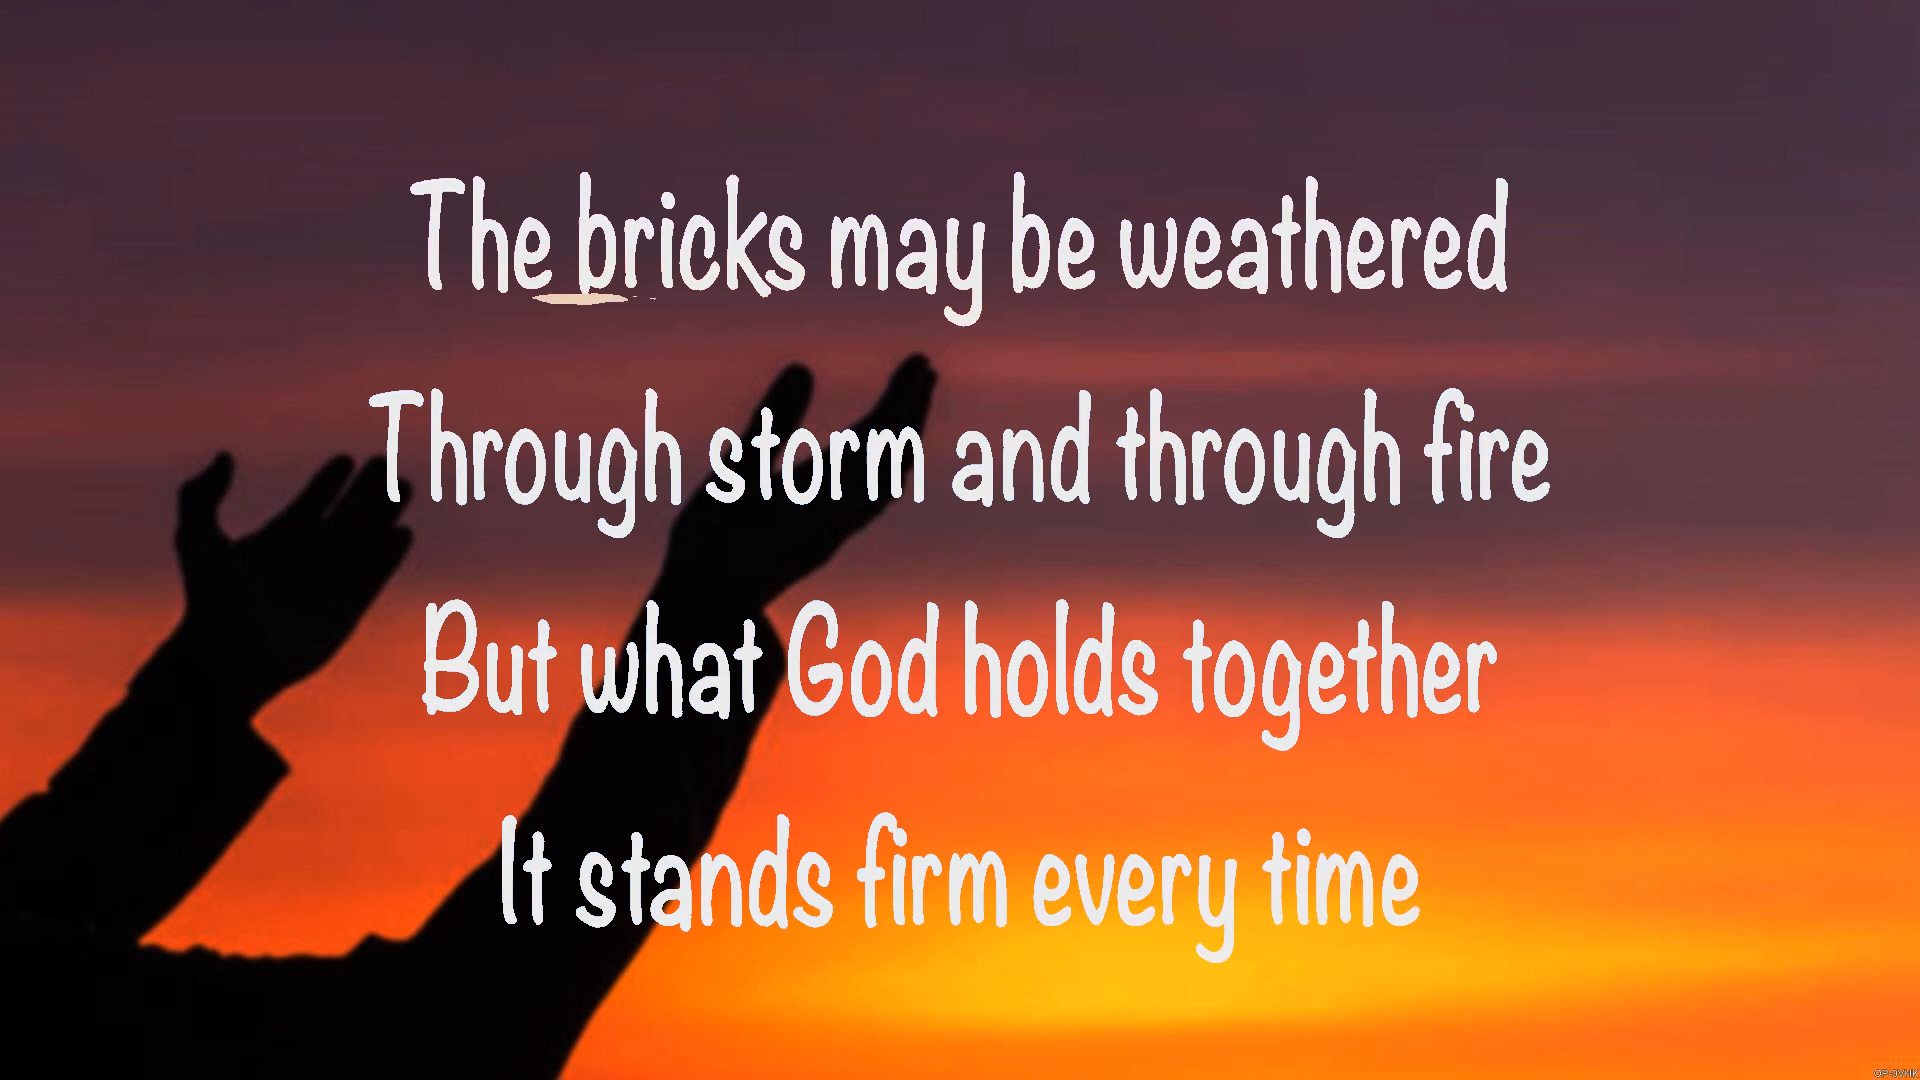 The bricks may be weathered
Through storm and through fire
But what God holds together
It stands firm every time